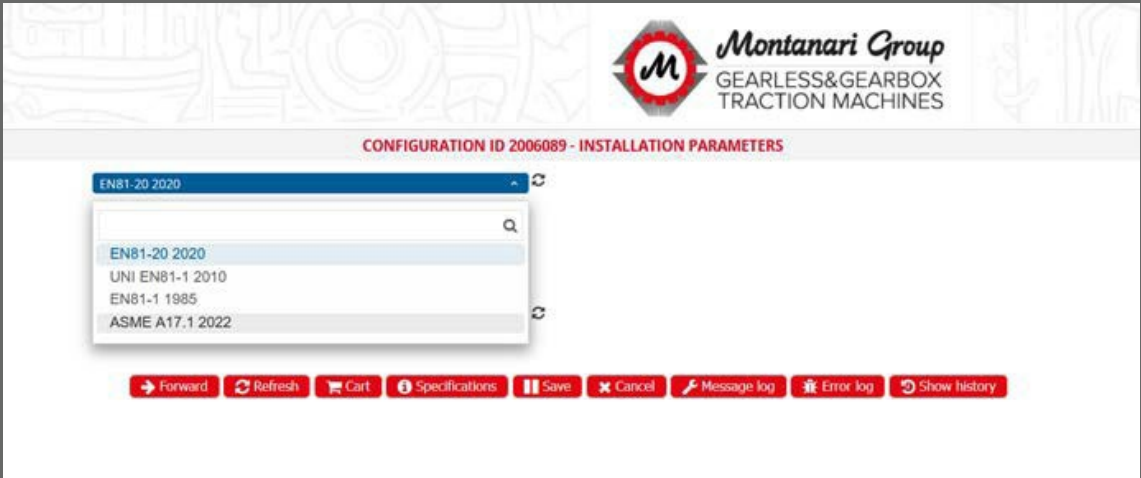 Montanari Group
GEARLESS&GEARBOX
TRACTION MACHINES
CONFIGURATION ID 2006089 - INSTALLATION PARAMETERS
EN81-20 2020
EN81-20 2020
UNI EN81-1 2010
EN81-1 1985
ASME A17.1 2022
Forward Refresh Cart Specifications Save Cancel Message log Error log Show history